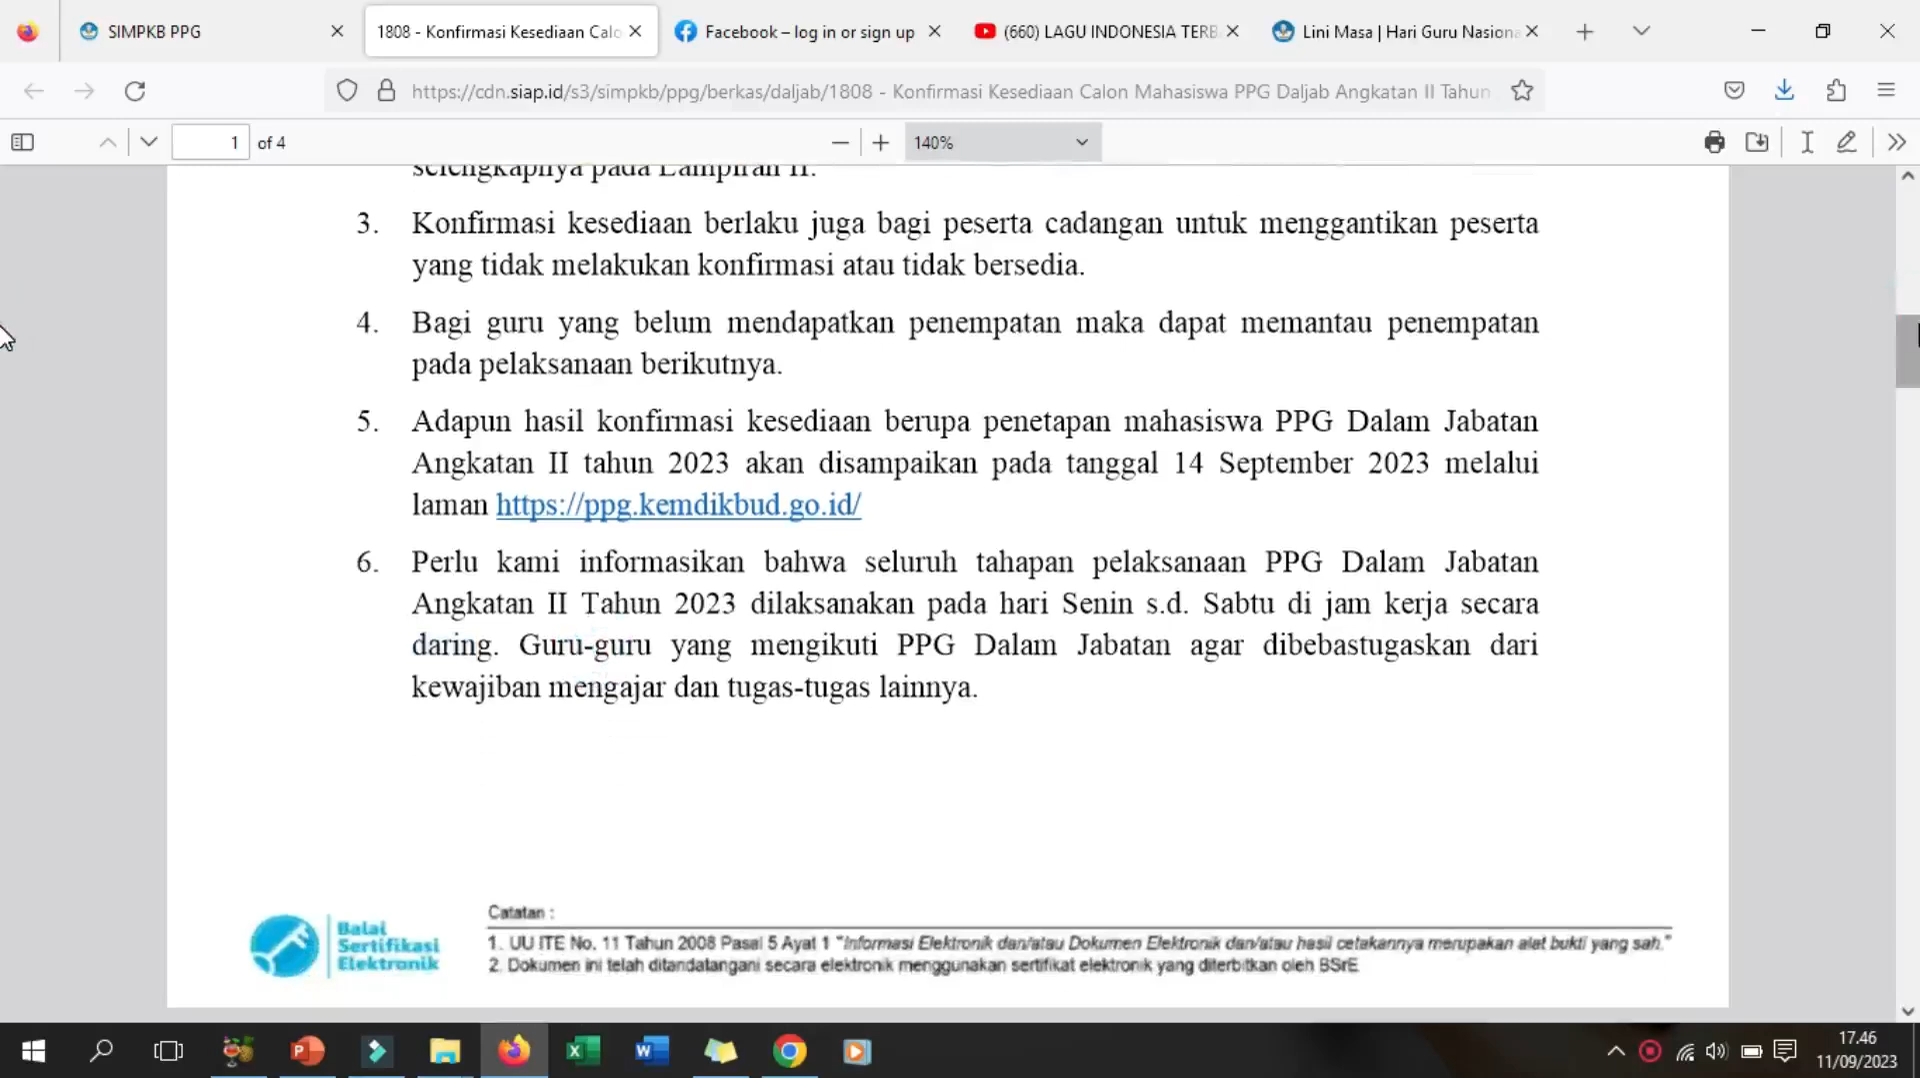 SIMPKB PPG
1808 - Konfirmasi Kesediaan Calo
Facebook – log in or sign up
(660) LAGU INDONESIA TERB
Lini Masa | Hari Guru Nasiona
https://cdn.siap.id/s3/simpkb/ppg/berkas/daljab/1808 - Konfirmasi Kesediaan Calon Mahasiswa PPG Daljab Angkatan II Tahun
1 of 4
140%
selengkapnya pada Lampiran II.
3. Konfirmasi kesediaan berlaku juga bagi peserta cadangan untuk menggantikan peserta
yang tidak melakukan konfirmasi atau tidak bersedia.
4. Bagi guru yang belum mendapatkan penempatan maka dapat memantau penempatan
pada pelaksanaan berikutnya.
5. Adapun hasil konfirmasi kesediaan berupa penetapan mahasiswa PPG Dalam Jabatan
Angkatan II tahun 2023 akan disampaikan pada tanggal 14 September 2023 melalui
laman https://ppg.kemdikbud.go.id/
6. Perlu kami informasikan bahwa seluruh tahapan pelaksanaan PPG Dalam Jabatan
Angkatan II Tahun 2023 dilaksanakan pada hari Senin s.d. Sabtu di jam kerja secara
daring. Guru-guru yang mengikuti PPG Dalam Jabatan agar dibebastugaskan dari
kewajiban mengajar dan tugas-tugas lainnya.
Balai
Sertifikasi
Elektronik
Catatan :
1. UU ITE No. 11 Tahun 2008 Pasal 5 Ayat 1 "Informasi Elektronik dan/atau Dokumen Elektronik dan/atau hasil cetakannya merupakan alat bukti yang sah."
2. Dokumen ini telah ditandatangani secara elektronik menggunakan sertifikat elektronik yang diterbitkan oleh BSrE
17.46
11/09/2023